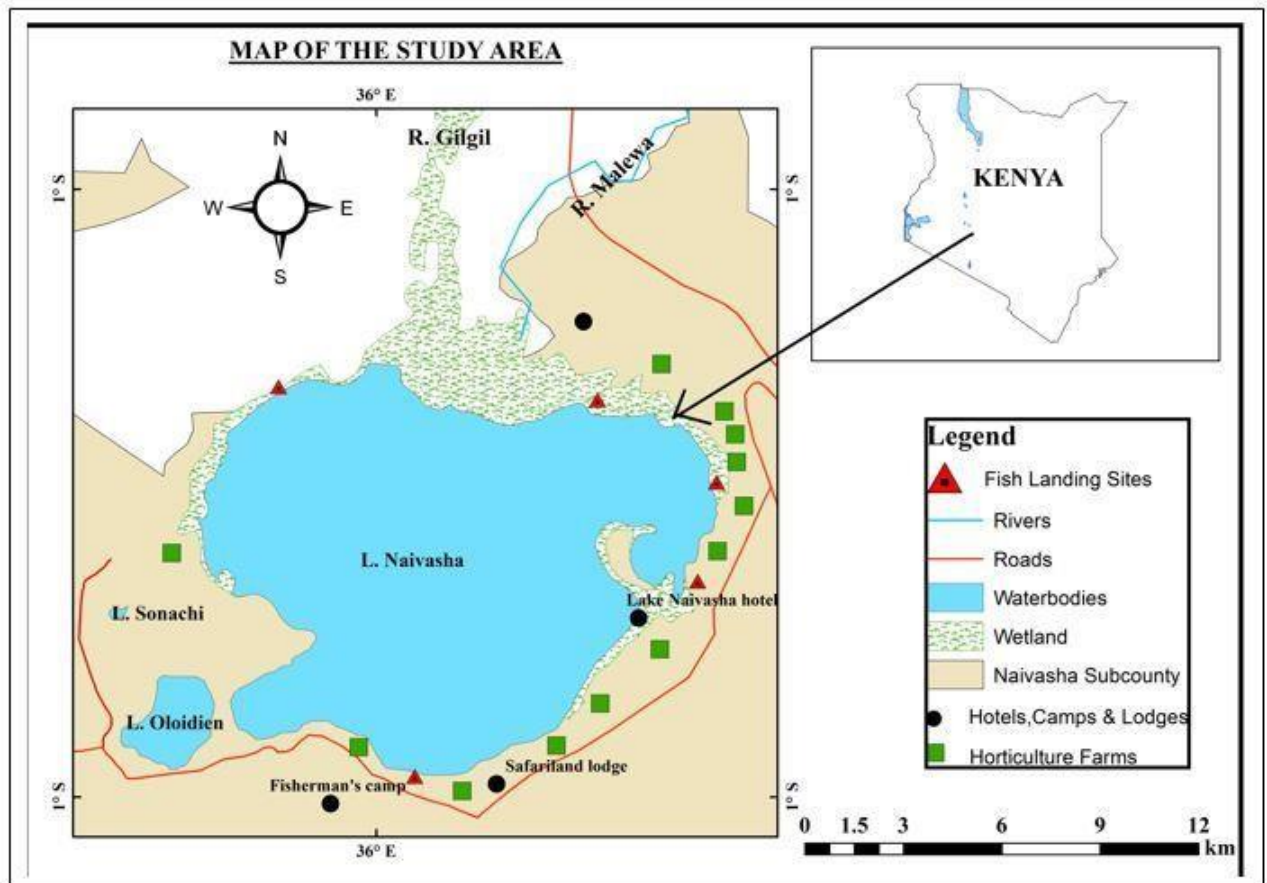 MAP OF THE STUDY AREA
36° E
R. Gilgil
R. Malewa
N
W
E
S
1° S
1° S
KENYA
L. Naivasha
Lake Naivasha hotel
L. Sonachi
L. Oloidien
Safariland lodge
Fisherman's camp
1° S
1° S
36° E
Legend
Fish Landing Sites
Rivers
Roads
Waterbodies
Wetland
Naivasha Subcounty
Hotels,Camps & Lodges
Horticulture Farms
0 1.5 3 6 9 12
km